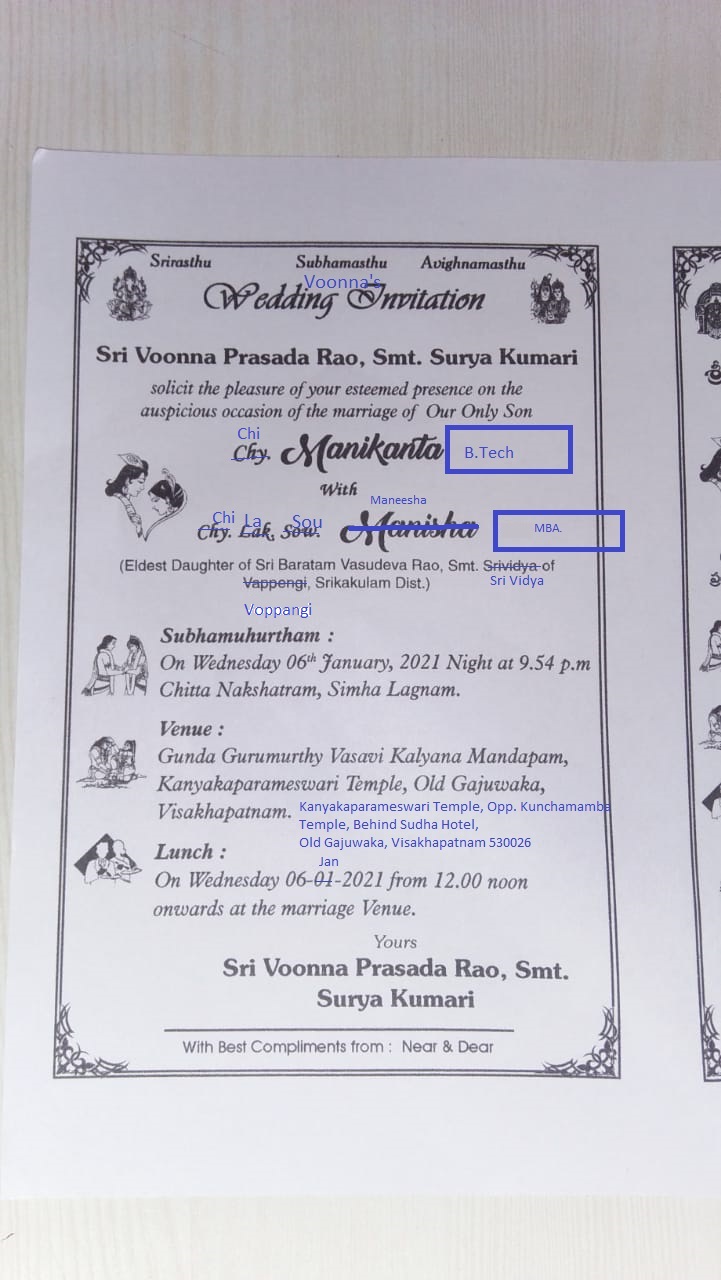 Srirasthu Subhamasthu Avighnamasthu
Voonna's
Wedding Invitation
Sri Voonna Prasada Rao, Smt. Surya Kumari
solicit the pleasure of your esteemed presence on the
auspicious occasion of the marriage of Our Only Son
Chi
Chy. Manikanta B.Tech
With
Maneesha
Chi La Sou
Chy. Lak. Sow. Manisha MBA.
(Eldest Daughter of Sri Baratam Vasudeva Rao, Smt. Srividya of
Sri Vidya
Vappengi, Srikakulam Dist.)
Voppangi
Subhamuhurtham :
On Wednesday 06th January, 2021 Night at 9.54 p.m
Chitta Nakshatram, Simha Lagnam.
Venue :
Gunda Gurumurthy Vasavi Kalyana Mandapam,
Kanyakaparameswari Temple, Old Gajuwaka,
Visakhapatnam.
Kanyakaparameswari Temple, Opp. Kunchamamba
Temple, Behind Sudha Hotel,
Old Gajuwaka, Visakhapatnam 530026
Lunch :
Jan
On Wednesday 06-01-2021 from 12.00 noon
onwards at the marriage Venue.
Yours
Sri Voonna Prasada Rao, Smt.
Surya Kumari
With Best Compliments from : Near & Dear